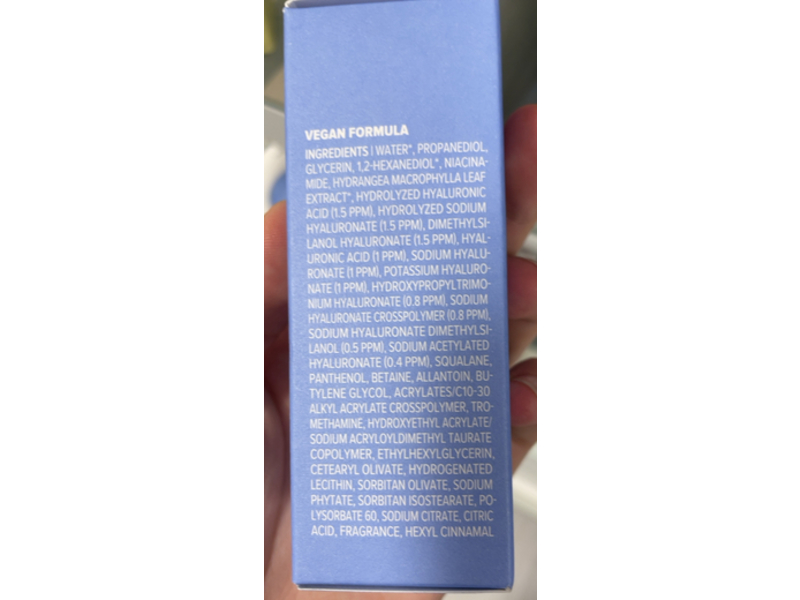 VEGAN FORMULA
INGREDIENTS | WATER*, PROPANEDIOL,
GLYCERIN, 1,2-HEXANEDIOL*, NIACINA-
MIDE, HYDRANGEA MACROPHYLLA LEAF
EXTRACT*, HYDROLYZED HYALURONIC
ACID (1.5 PPM), HYDROLYZED SODIUM
HYALURONATE (1.5 PPM), DIMETHYLSI-
LANOL HYALURONATE (1.5 PPM), HYAL-
URONIC ACID (1 PPM), SODIUM HYALU-
RONATE (1 PPM), POTASSIUM HYALURO-
NATE (1 PPM), HYDROXYPROPYLTRIMO-
NIUM HYALURONATE (0.8 PPM), SODIUM
HYALURONATE CROSSPOLYMER (0.8 PPM),
SODIUM HYALURONATE DIMETHYLSI-
LANOL (0.5 PPM), SODIUM ACETYLATED
HYALURONATE (0.4 PPM), SQUALANE,
PANTHENOL, BETAINE, ALLANTOIN, BU-
TYLENE GLYCOL, ACRYLATES/C10-30
ALKYL ACRYLATE CROSSPOLYMER, TRO-
METHAMINE, HYDROXYETHYL ACRYLATE/
SODIUM ACRYLOYLDIMETHYL TAURATE
COPOLYMER, ETHYLHEXYLGLYCERIN,
CETEARYL OLIVATE, HYDROGENATED
LECITHIN, SORBITAN OLIVATE, SODIUM
PHYTATE, SORBITAN ISOSTEARATE, PO-
LYSORBATE 60, SODIUM CITRATE, CITRIC
ACID, FRAGRANCE, HEXYL CINNAMAL